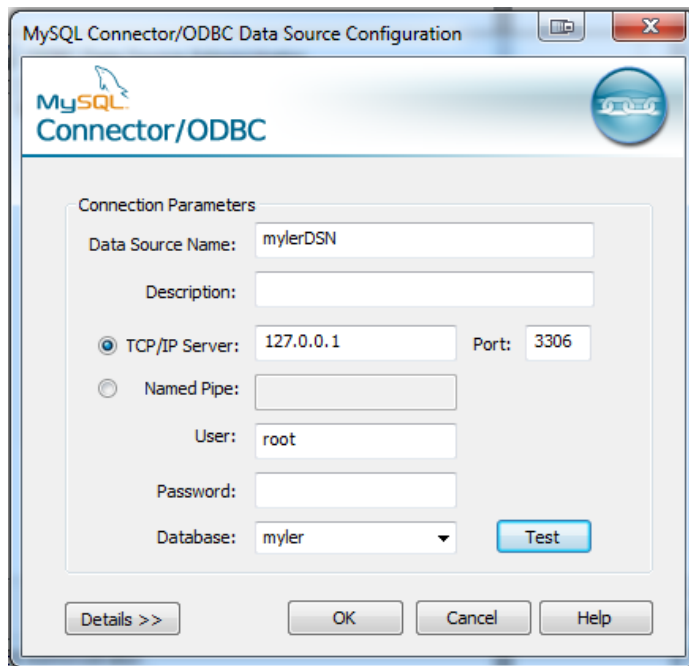 MySQL Connector/ODBC Data Source Configuration
MySQL
Connector/ODBC
Connection Parameters
Data Source Name: mylerDSN
Description:
TCP/IP Server: 127.0.0.1 Port: 3306
Named Pipe:
User: root
Password:
Database: myler Test
Details >> OK Cancel Help